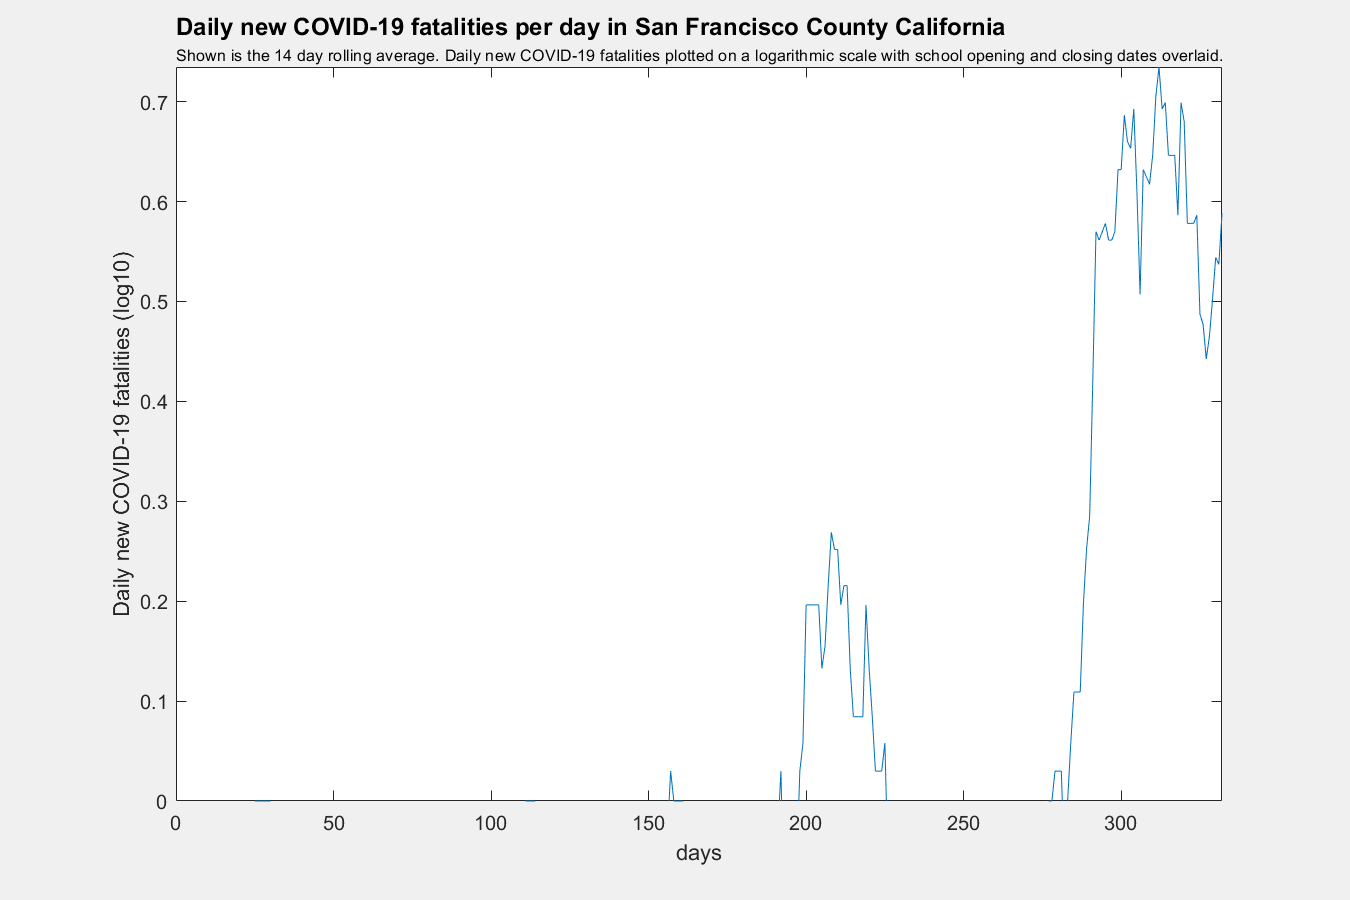 Daily new COVID-19 fatalities per day in San Francisco County California
Shown is the 14 day rolling average. Daily new COVID-19 fatalities plotted on a logarithmic scale with school opening and closing dates overlaid.
Daily new COVID-19 fatalities (log10)
0.7
0.6
0.5
0.4
0.3
0.2
0.1
0
0 50 100 150 200 250 300
days